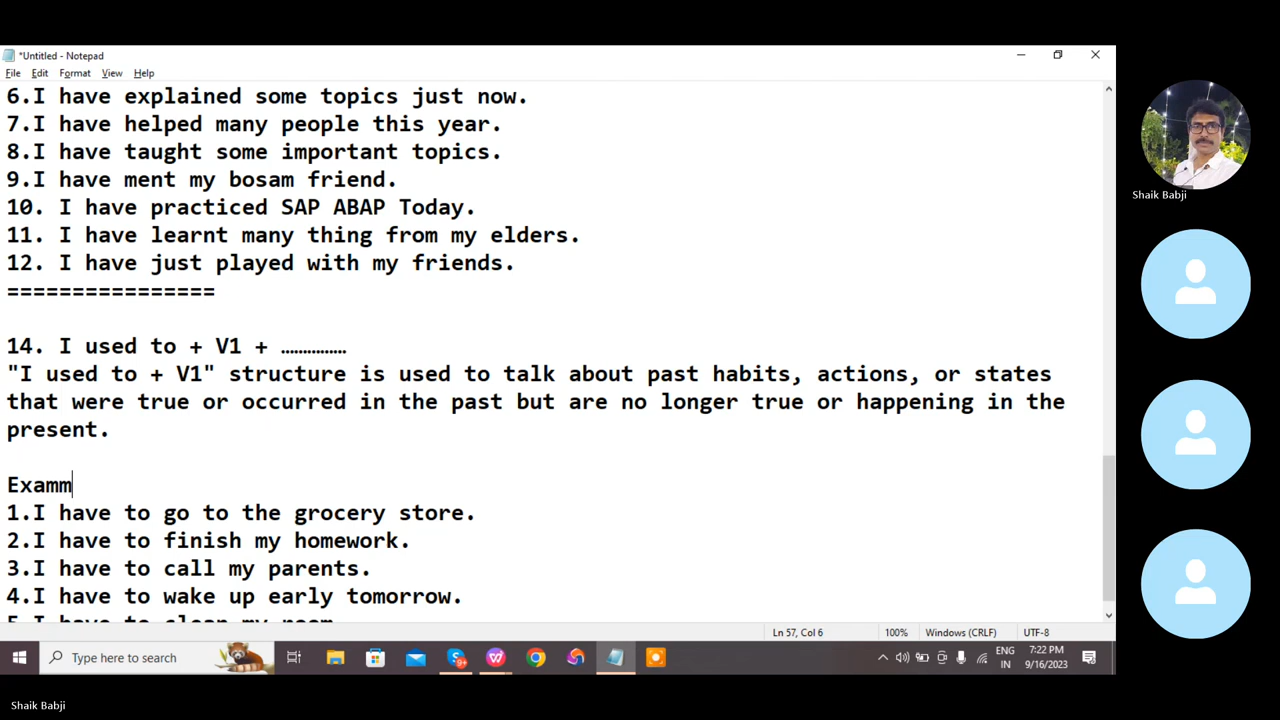 *Untitled - Notepad
File Edit Format View Help
6.I have explained some topics just now.
7.I have helped many people this year.
8.I have taught some important topics.
9.I have ment my bosam friend.
10. I have practiced SAP ABAP Today.
11. I have learnt many thing from my elders.
12. I have just played with my friends.
================
14. I used to + V1 + ……………
"I used to + V1" structure is used to talk about past habits, actions, or states
that were true or occurred in the past but are no longer true or happening in the
present.
Examm
1.I have to go to the grocery store.
2.I have to finish my homework.
3.I have to call my parents.
4.I have to wake up early tomorrow.
5.I have to clean my room
Ln 57, Col 6 100% Windows (CRLF) UTF-8
Type here to search
ENG
IN
7:22 PM
9/16/2023
Shaik Babji
Shaik Babji